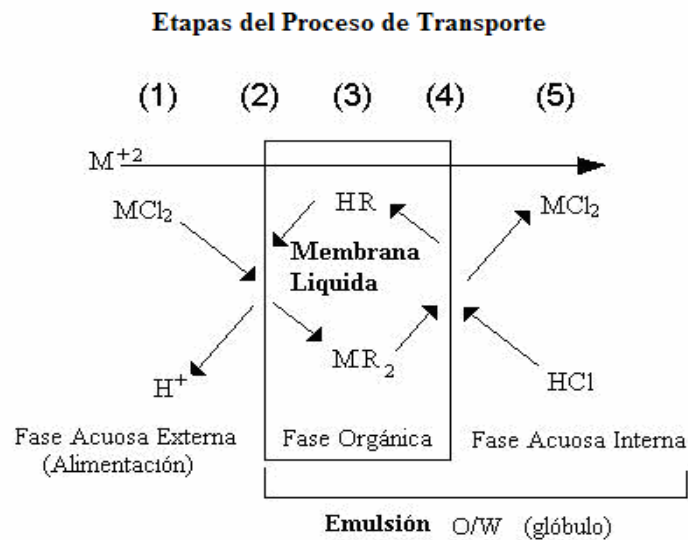 Etapas del Proceso de Transporte
(1) (2) (3) (4) (5)
M+2
MCl2 HR MCl2
Membrana
Liquida
H+ MR2 HCl
Fase Acuosa Externa
(Alimentación)
Fase Orgánica
Fase Acuosa Interna
Emulsión O/W (glóbulo)